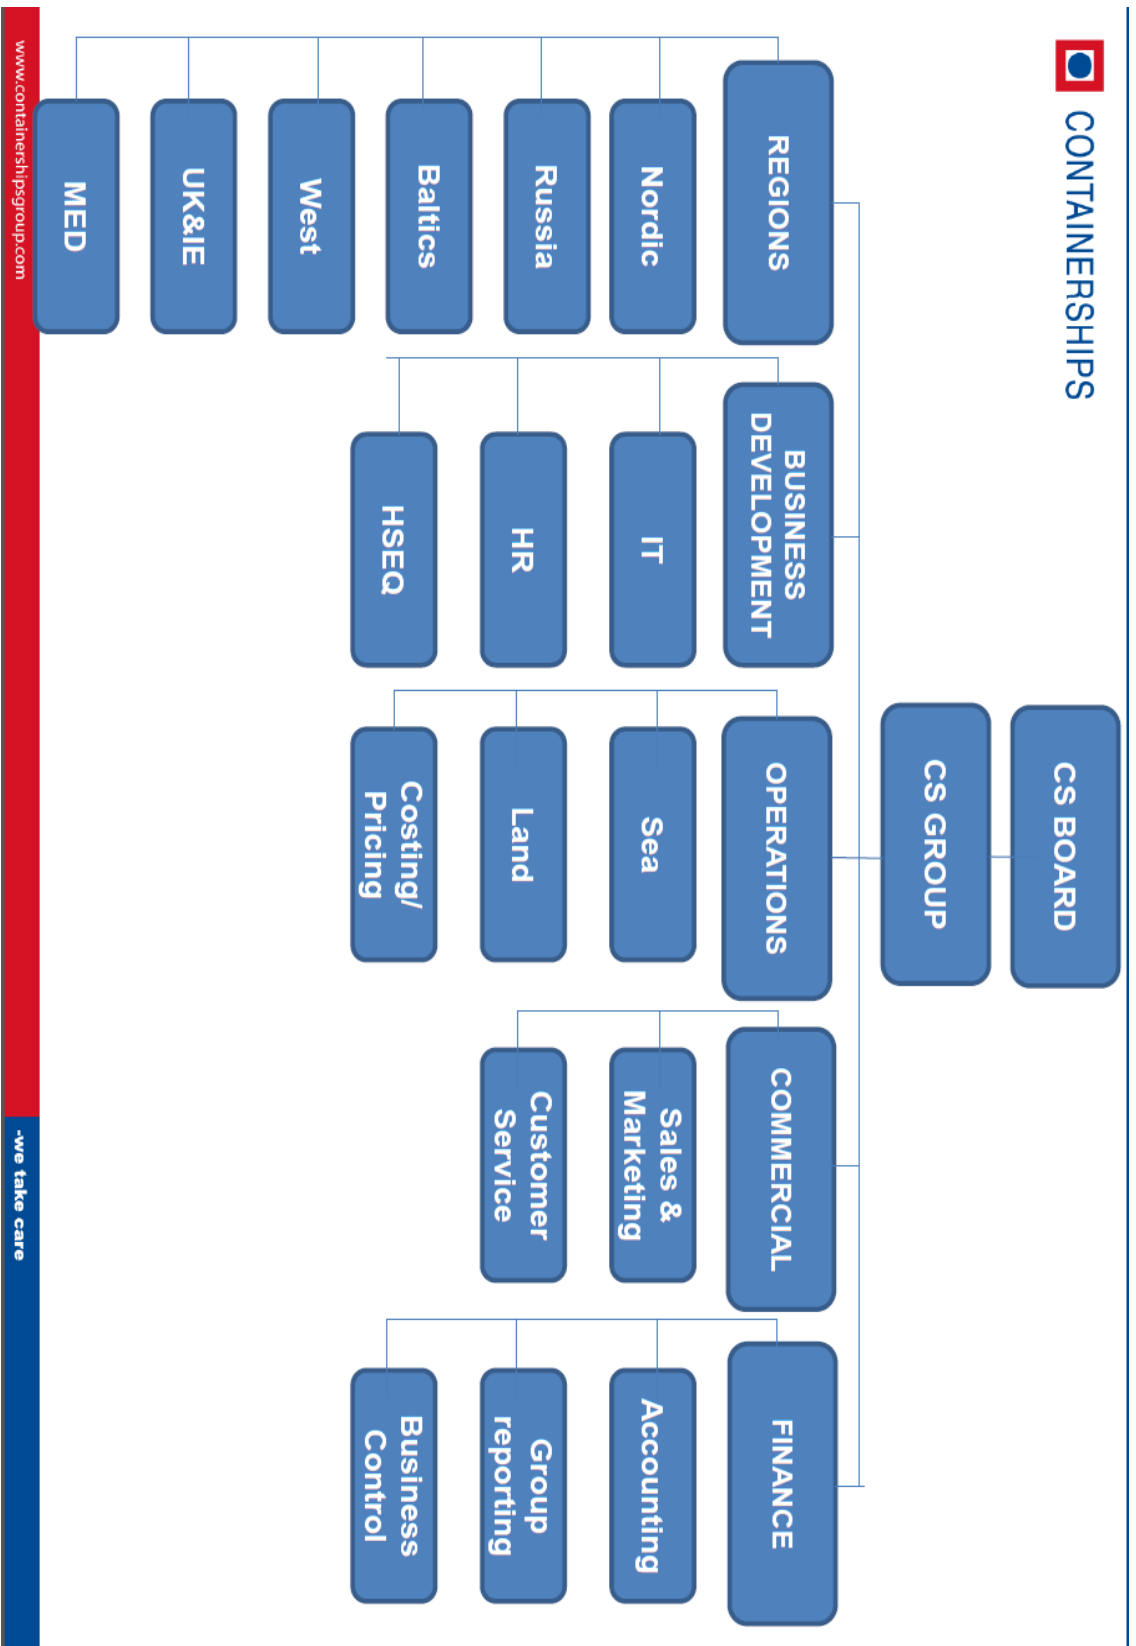 CONTAINERSHIPS
CS BOARD
CS GROUP
REGIONS
Nordic
Russia
Baltics
West
UK&IE
MED
BUSINESS
DEVELOPMENT
IT
HR
HSEQ
OPERATIONS
Sea
Land
Costing/
Pricing
COMMERCIAL
Sales &
Marketing
Customer
Service
FINANCE
Accounting
Group
reporting
Business
Control
www.containershipsgroup.com
-we take care